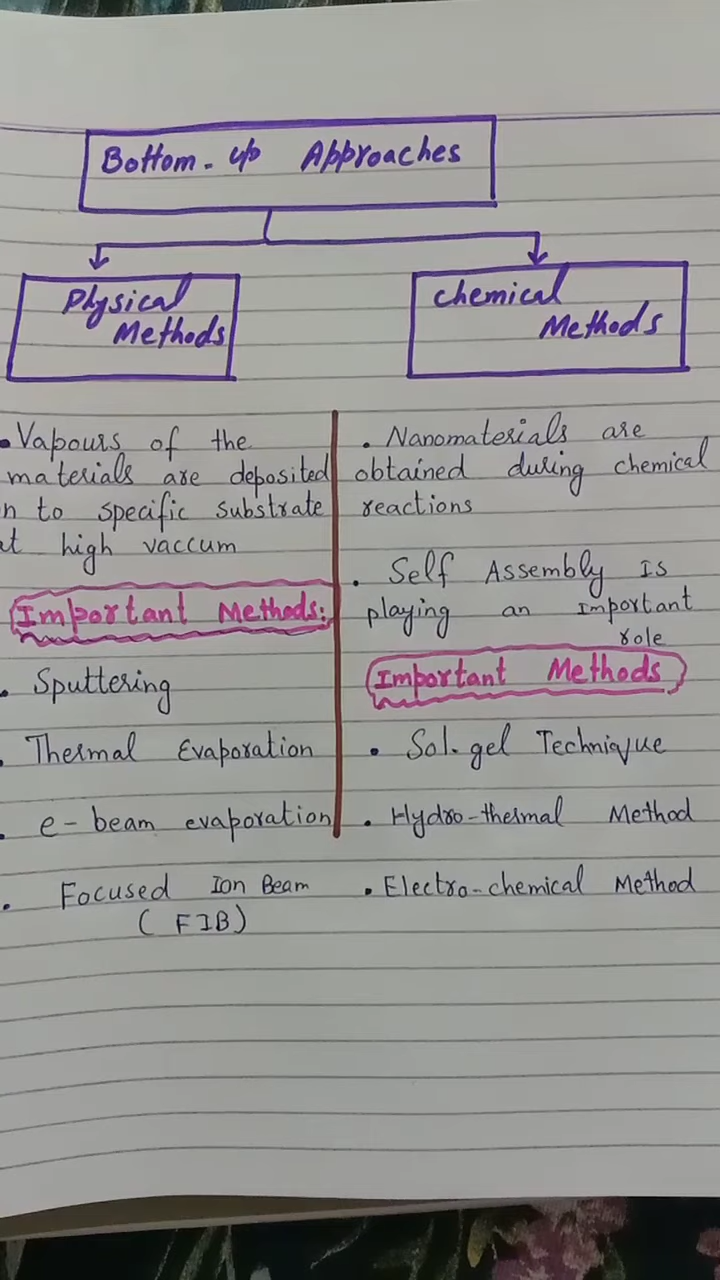 Bottom-up Approaches
Physical
Methods
Chemical
Methods
• Vapours of the
materials are deposited
n to specific substrate
at high vaccum
Important Methods:
• Sputtering
• Thermal Evaporation
• e-beam evaporation
• Focused Ion Beam
(FIB)
• Nanomaterials are
obtained during chemical
reactions
• Self Assembly Is
playing an Important
role
Important Methods
• Sol-gel Technique
• Hydro-thermal Method
• Electro-chemical Method